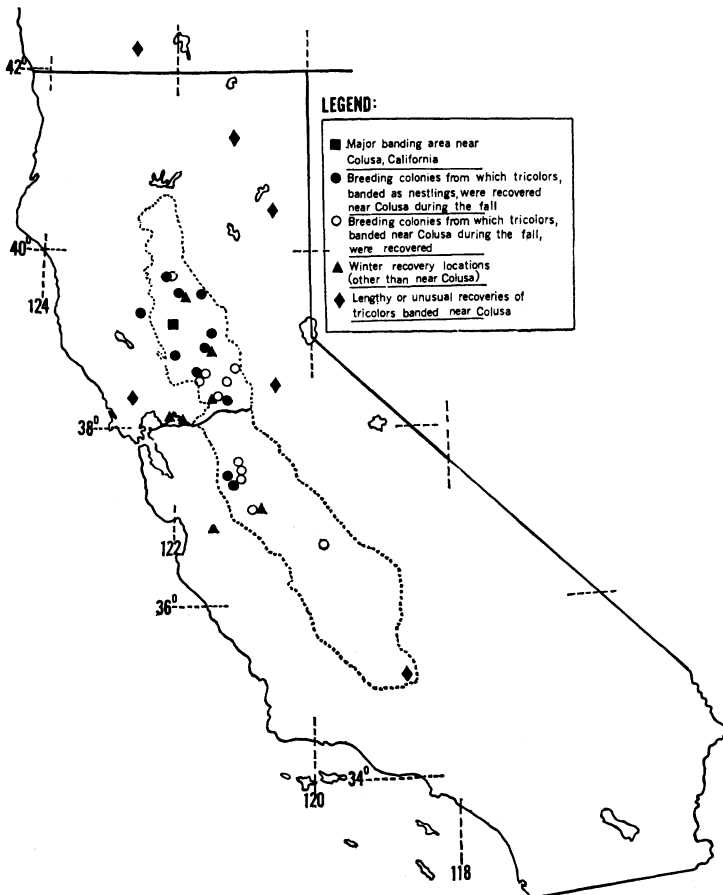 42°
LEGEND:
Major banding area near
Colusa, California
Breeding colonies from which tricolors,
banded as nestlings, were recovered
near Colusa during the fall
Breeding colonies from which tricolors,
banded near Colusa during the fall,
were recovered
Winter recovery locations
(other than near Colusa)
Lengthy or unusual recoveries of
tricolors banded near Colusa
40°
124
38°
122
36°
34°
120
118